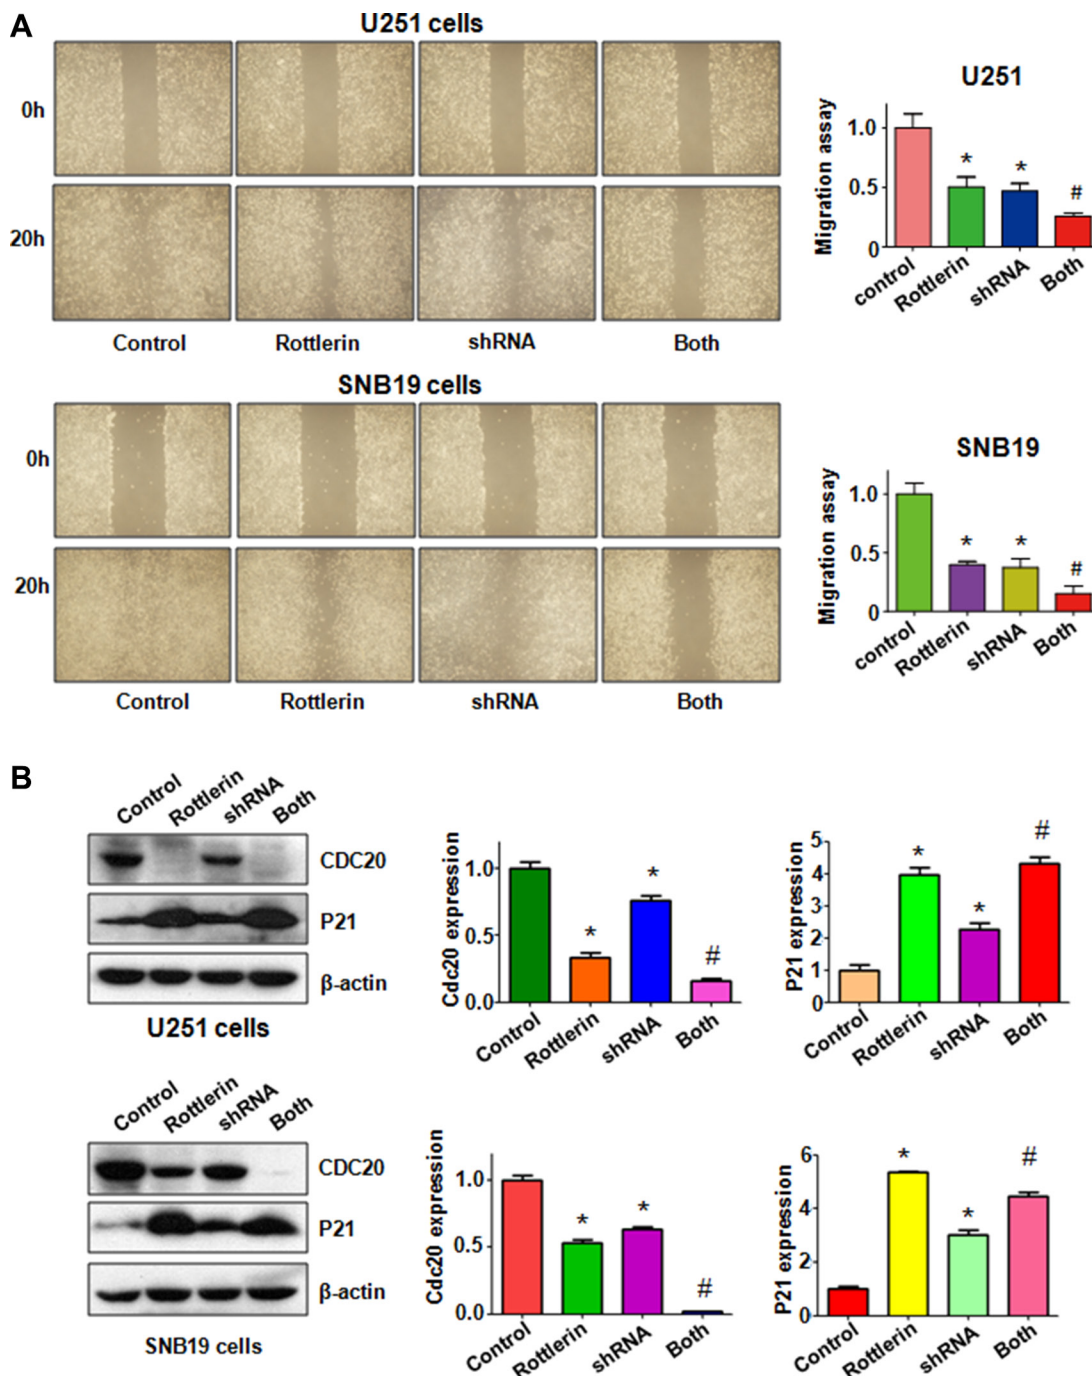 A
U251 cells
0h
20h
Control Rottlerin shRNA Both
U251
Migration assay
1.0
0.5
0
* * #
control Rottlerin shRNA Both
SNB19 cells
0h
20h
Control Rottlerin shRNA Both
SNB19
Migration assay
1.0
0.5
0
* * #
control Rottlerin shRNA Both
B
Control Rottlerin shRNA Both
CDC20
P21
β-actin
U251 cells
Cdc20 expression
1.0
0.5
0.0
* * #
Control Rottlerin shRNA Both
P21 expression
5
4
3
2
1
0
* * #
Control Rottlerin shRNA Both
Control Rottlerin shRNA Both
CDC20
P21
β-actin
SNB19 cells
Cdc20 expression
1.0
0.5
0.0
* * #
Control Rottlerin shRNA Both
P21 expression
6
4
2
0
* * #
Control Rottlerin shRNA Both